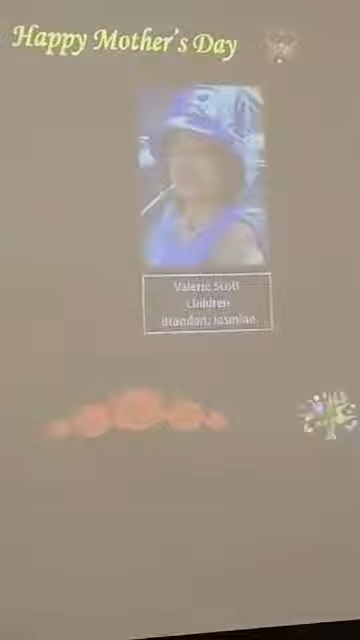 Happy Mother's Day
Valerie Scott
Children
Brandon, Jasmine